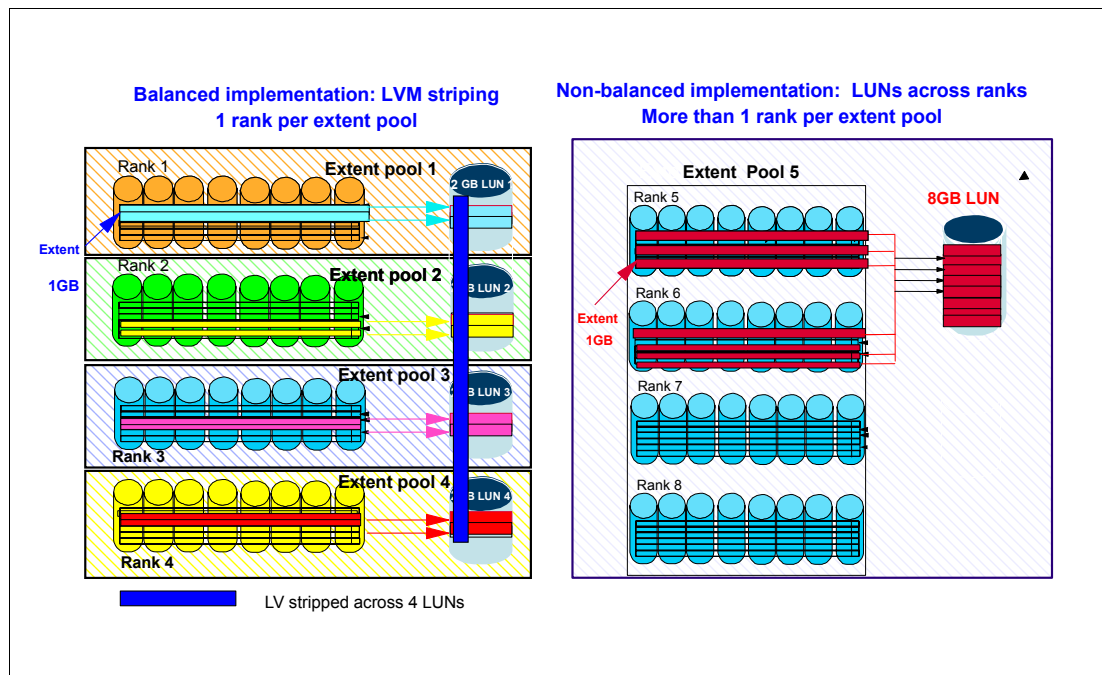 Balanced implementation: LVM striping
1 rank per extent pool
Non-balanced implementation: LUNs across ranks
More than 1 rank per extent pool
Rank 1
Extent pool 1
2 GB LUN 1
Extent
1GB
Rank 2
Extent pool 2
GB LUN 2
Extent pool 3
GB LUN 3
Rank 3
Extent pool 4
GB LUN 4
Rank 4
LV stripped across 4 LUNs
Extent Pool 5
Rank 5
8GB LUN
Rank 6
Extent
1GB
Rank 7
Rank 8